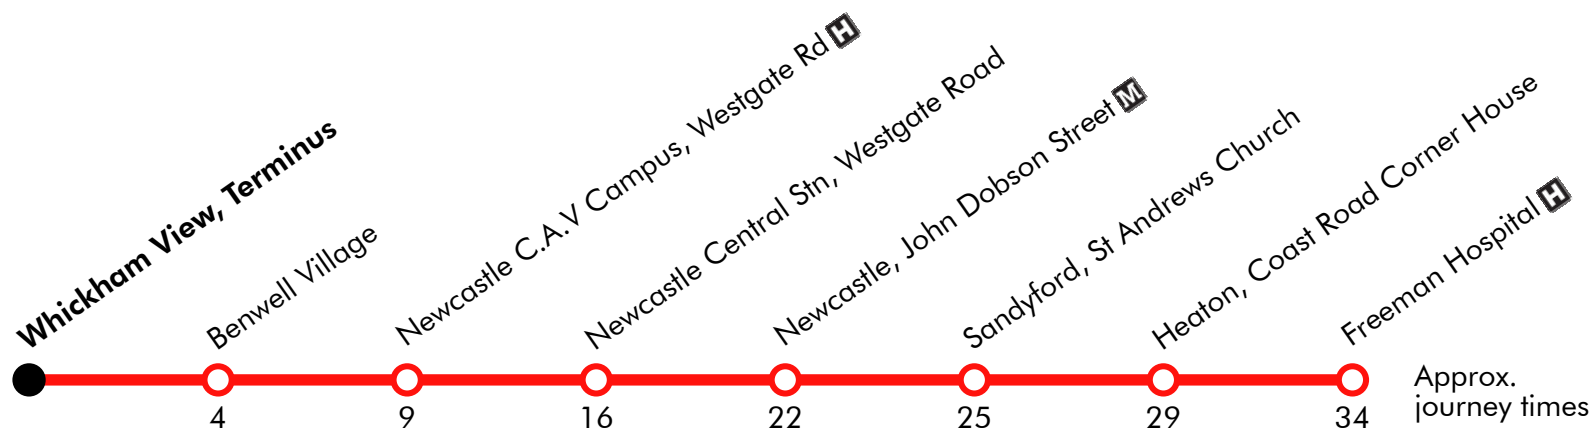 Whickham View, Terminus
Benwell Village
Newcastle C.A.V Campus, Westgate Rd H
Newcastle Central Stn, Westgate Road
Newcastle, John Dobson Street M
Sandyford, St Andrews Church
Heaton, Coast Road Corner House
Freeman Hospital H
4 9 16 22 25 29 34
Approx.
journey times